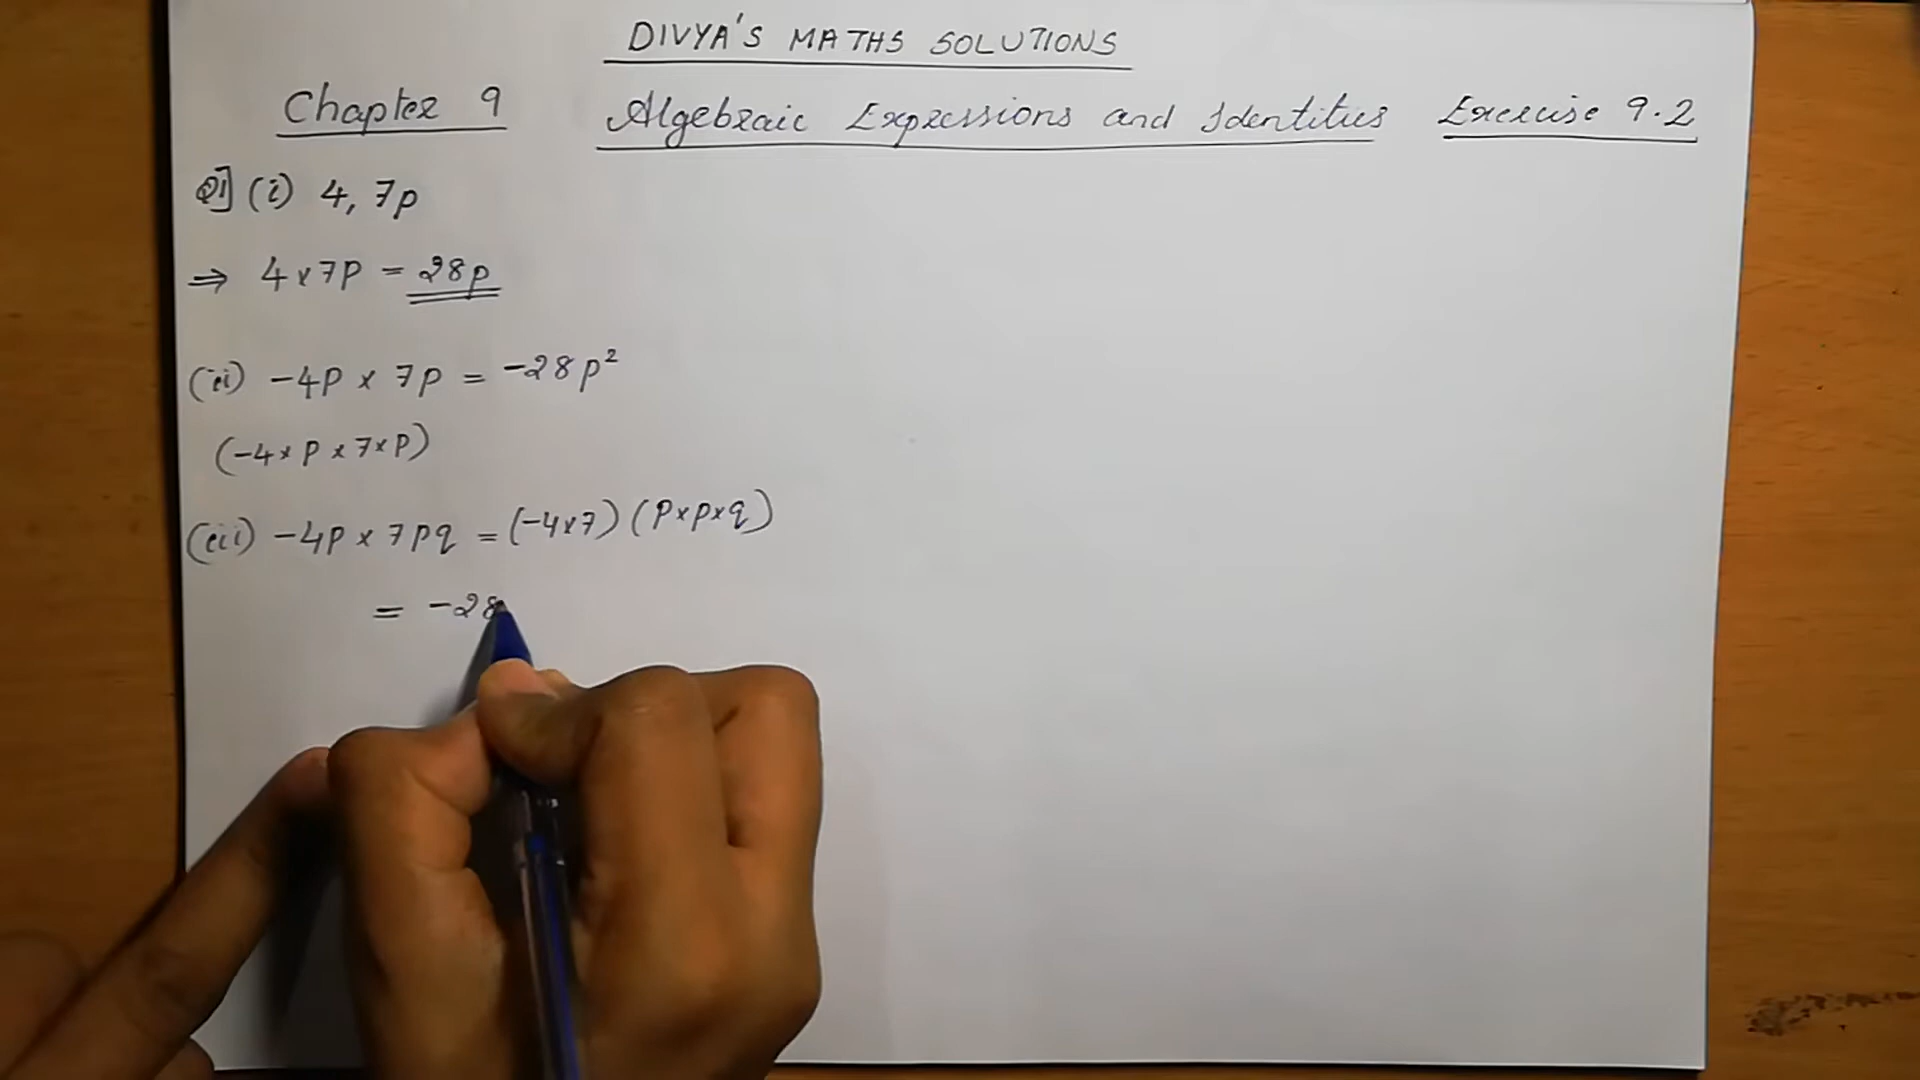 DIVYA'S MATHS SOLUTIONS
Chapter 9 Algebraic Expressions and Identities Exercise 9.2
Q1] (i) 4, 7p
⇒ 4 × 7p = 28p
(ii) -4p × 7p = -28p²
(-4 × p × 7 × p)
(iii) -4p × 7pq = (-4×7) (p×p×q)
= -28